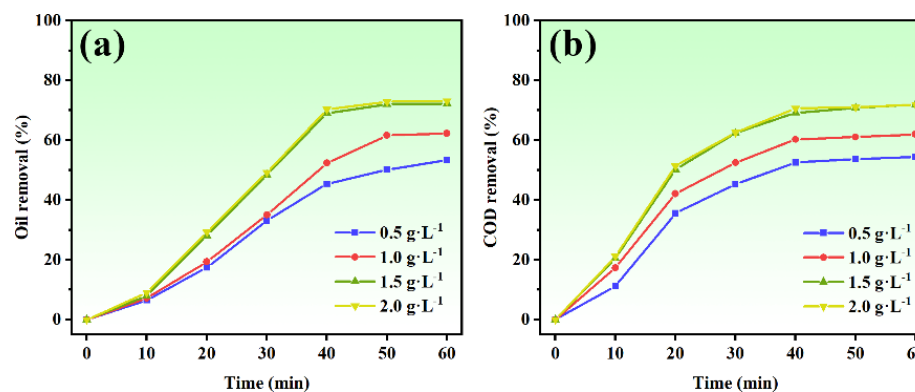 (a)
Oil removal (%)
100
80
60
40
20
0
0 10 20 30 40 50 60
Time (min)
0.5 g·L⁻¹
1.0 g·L⁻¹
1.5 g·L⁻¹
2.0 g·L⁻¹
(b)
COD removal (%)
100
80
60
40
20
0
0 10 20 30 40 50
Time (min)
0.5 g·L⁻¹
1.0 g·L⁻¹
1.5 g·L⁻¹
2.0 g·L⁻¹